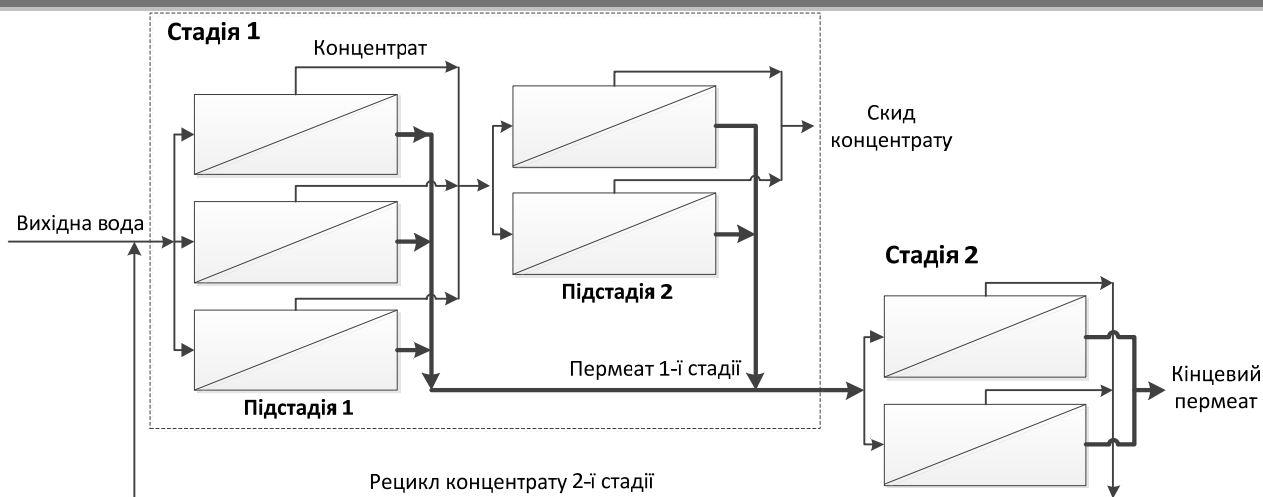 Стадія 1
Концентрат
Скид
концентрату
Вихідна вода
Стадія 2
Підстадія 2
Пермеат 1-ї стадії
Кінцевий
пермеат
Підстадія 1
Рецикл концентрату 2-ї стадії